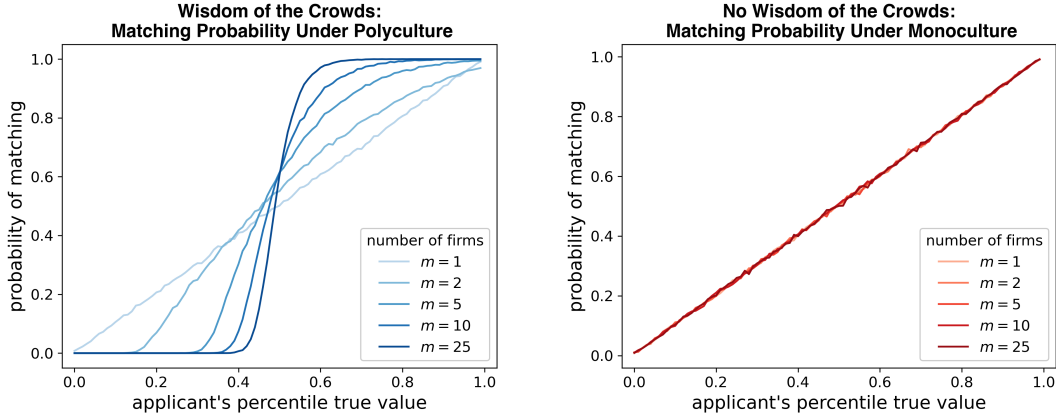 Wisdom of the Crowds:
Matching Probability Under Polyculture
probability of matching
1.0
0.8
0.6
0.4
0.2
0.0
0.0 0.2 0.4 0.6 0.8 1.0
applicant's percentile true value
number of firms
m = 1
m = 2
m = 5
m = 10
m = 25
No Wisdom of the Crowds:
Matching Probability Under Monoculture
probability of matching
1.0
0.8
0.6
0.4
0.2
0.0
0.0 0.2 0.4 0.6 0.8 1.0
applicant's percentile true value
number of firms
m = 1
m = 2
m = 5
m = 10
m = 25